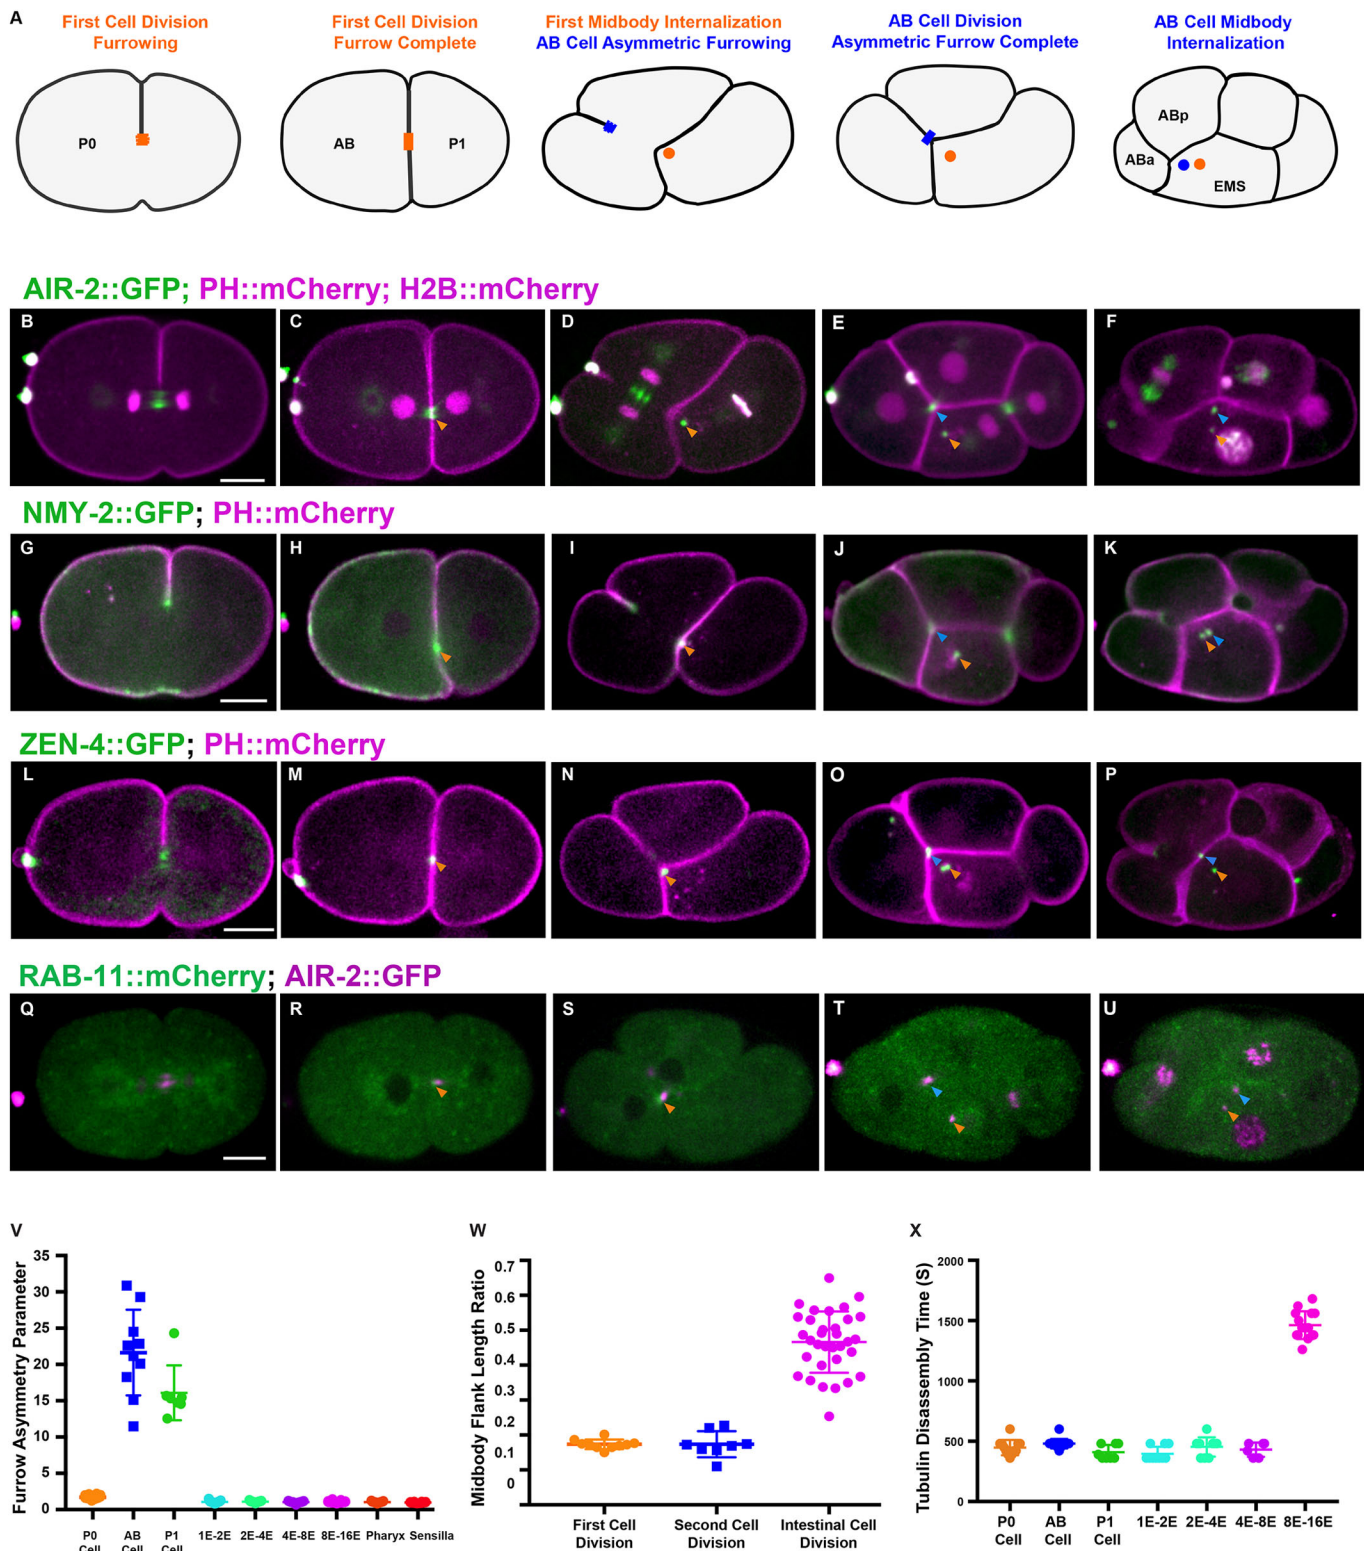 A
First Cell Division
Furrowing
First Cell Division
Furrow Complete
First Midbody Internalization
AB Cell Asymmetric Furrowing
AB Cell Division
Asymmetric Furrow Complete
AB Cell Midbody
Internalization
P0
AB
P1
ABp
ABa
EMS
AIR-2::GFP; PH::mCherry; H2B::mCherry
B
C
D
E
F
NMY-2::GFP; PH::mCherry
G
H
I
J
K
ZEN-4::GFP; PH::mCherry
L
M
N
O
P
RAB-11::mCherry; AIR-2::GFP
Q
R
S
T
U
V
Furrow Asymmetry Parameter
35
30
25
20
15
10
5
0
P0
Cell
AB
Cell
P1
Cell
1E-2E
2E-4E
4E-8E
8E-16E
Pharyx
Sensilla
W
Midbody Flank Length Ratio
0.7
0.6
0.5
0.4
0.3
0.2
0.1
0
First Cell
Division
Second Cell
Division
Intestinal Cell
Division
X
Tubulin Disassembly Time (S)
2000
1500
1000
500
0
P0
Cell
AB
Cell
P1
Cell
1E-2E
2E-4E
4E-8E
8E-16E